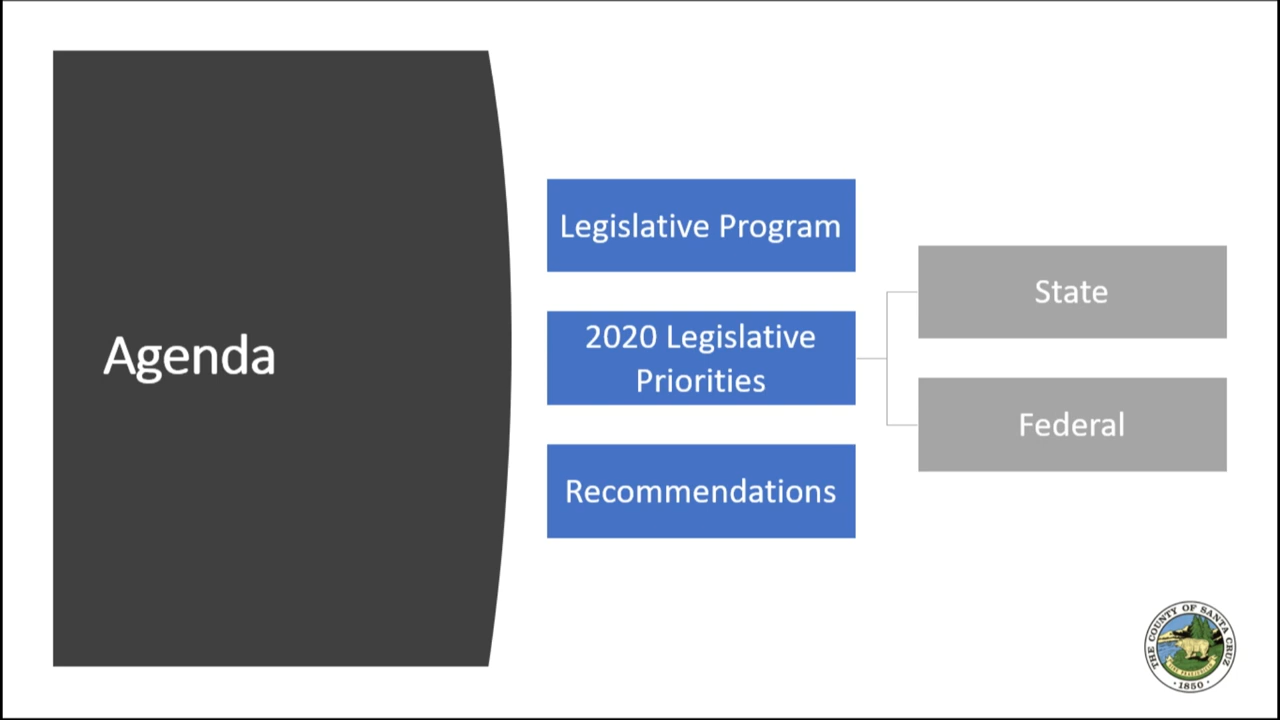 Agenda
Legislative Program
2020 Legislative
Priorities
Recommendations
State
Federal
THE COUNTY OF SANTA CRUZ
1850